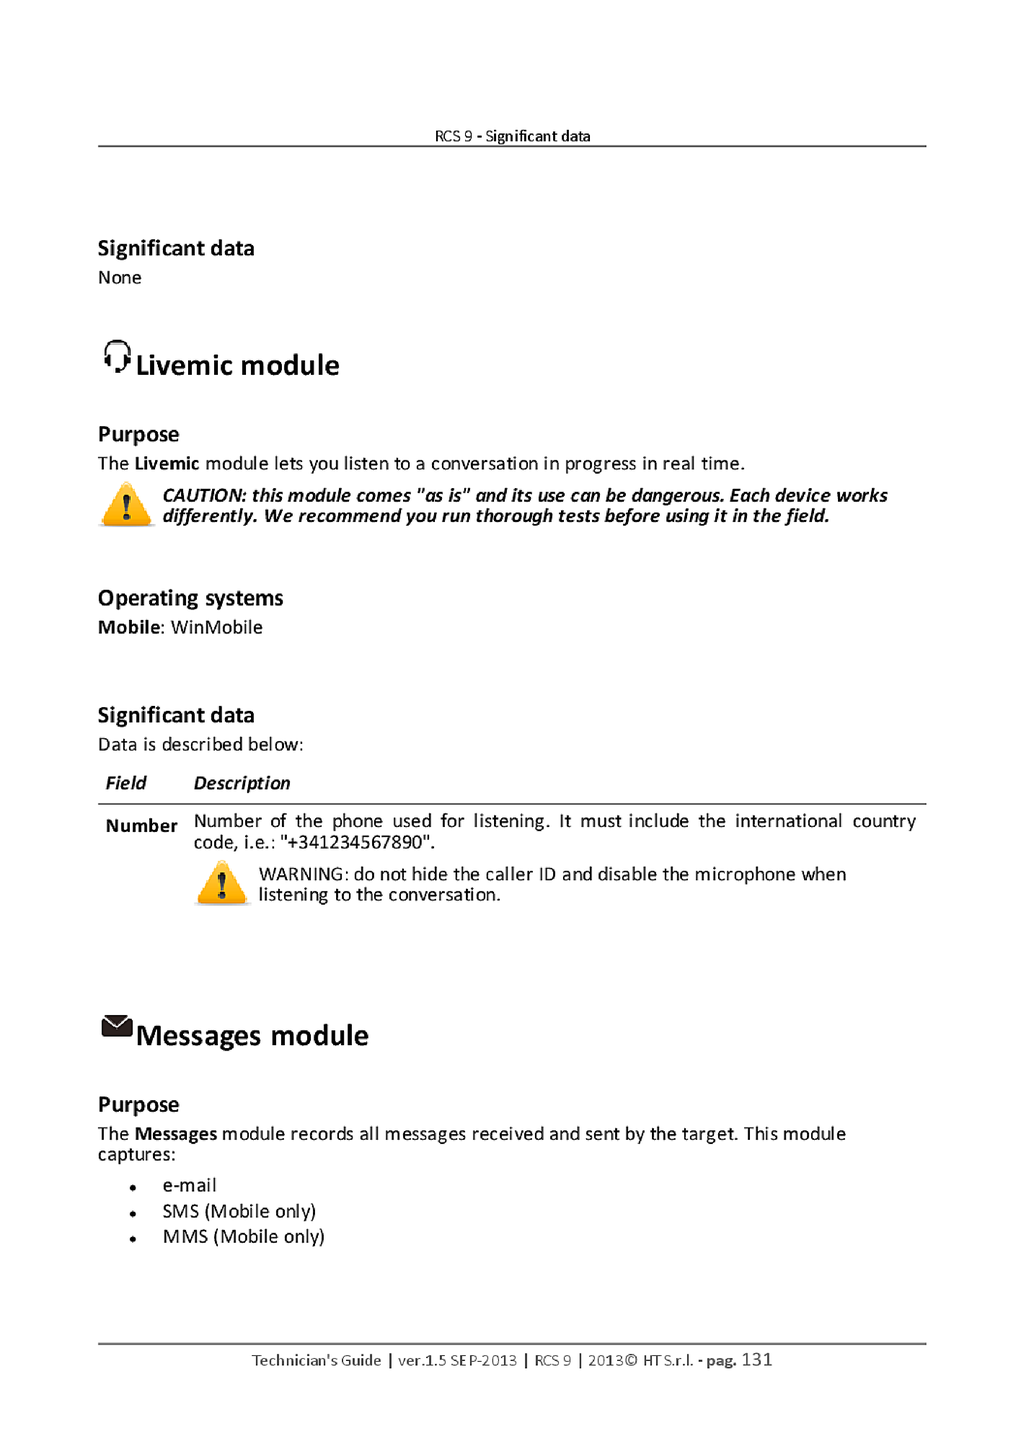 RCS 9 - Significant data
Significant data
None
Livemic module
Purpose
The Livemic module lets you listen to a conversation in progress in real time.
CAUTION: this module comes "as is" and its use can be dangerous. Each device works
differently. We recommend you run thorough tests before using it in the field.
Operating systems
Mobile: WinMobile
Significant data
Data is described below:
Field Description
Number Number of the phone used for listening. It must include the international country
code, i.e.: "+341234567890".
WARNING: do not hide the caller ID and disable the microphone when
listening to the conversation.
Messages module
Purpose
The Messages module records all messages received and sent by the target. This module
captures:
• e-mail
• SMS (Mobile only)
• MMS (Mobile only)
Technician's Guide | ver.1.5 SEP-2013 | RCS 9 | 2013© HT S.r.l. - pag. 131